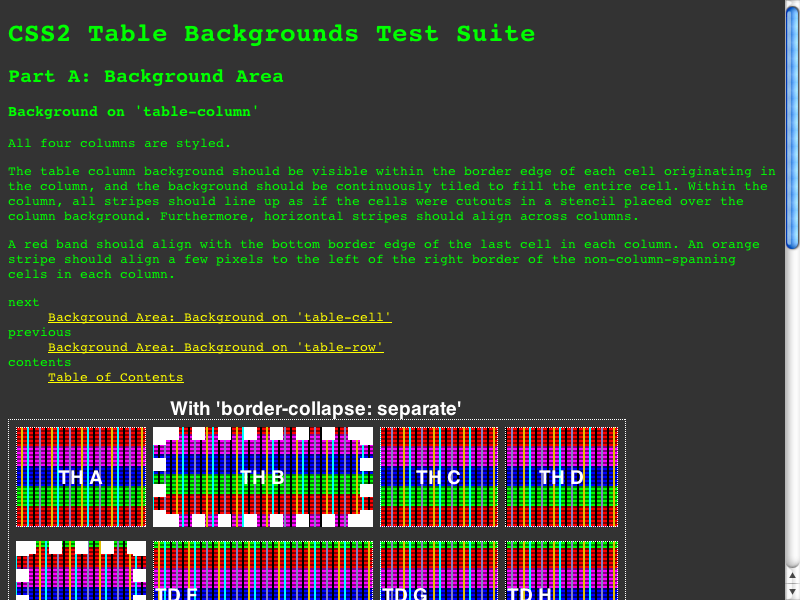 CSS2 Table Backgrounds Test Suite
Part A: Background Area
Background on 'table-column'
All four columns are styled.
The table column background should be visible within the border edge of each cell originating in
the column, and the background should be continuously tiled to fill the entire cell. Within the
column, all stripes should line up as if the cells were cutouts in a stencil placed over the
column background. Furthermore, horizontal stripes should align across columns.
A red band should align with the bottom border edge of the last cell in each column. An orange
stripe should align a few pixels to the left of the right border of the non-column-spanning
cells in each column.
next
Background Area: Background on 'table-cell'
previous
Background Area: Background on 'table-row'
contents
Table of Contents
With 'border-collapse: separate'
TH A TH B TH C TH D
TD F TD G TD H